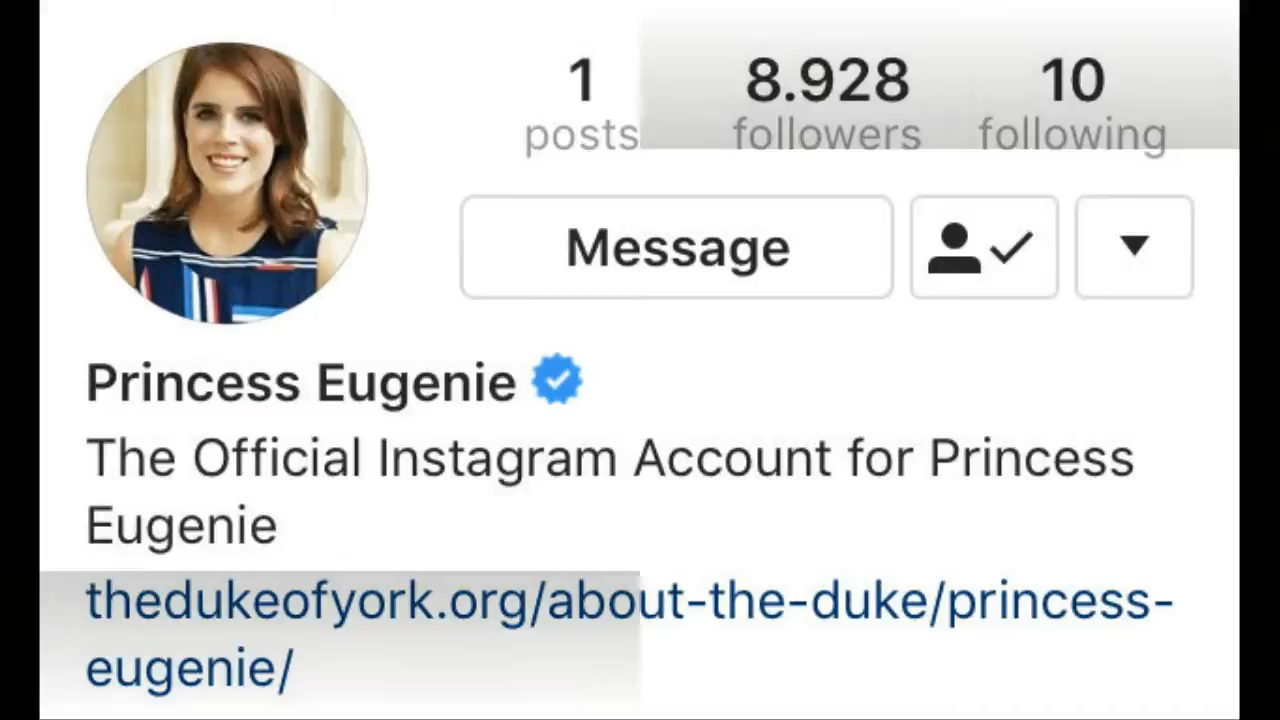 1 8.928 10
posts followers following
Message
Princess Eugenie
The Official Instagram Account for Princess
Eugenie
thedukeofyork.org/about-the-duke/princess-
eugenie/